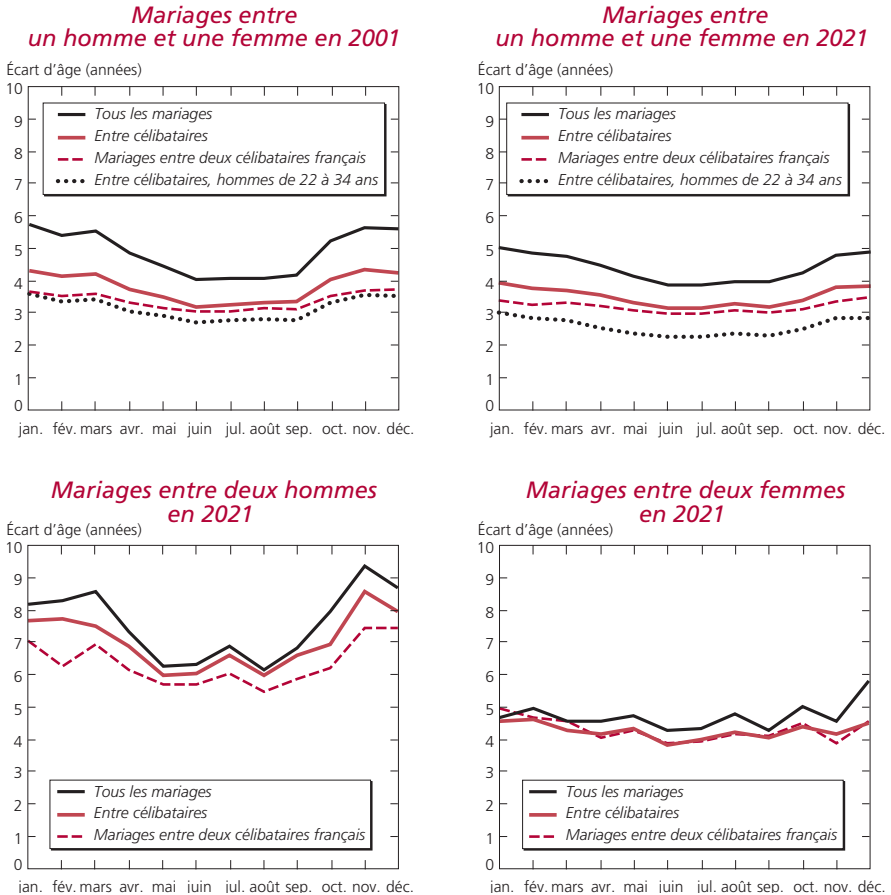 Mariages entre
un homme et une femme en 2001
Écart d'âge (années)
10
9
8
7
6
5
4
3
2
1
0
Tous les mariages
Entre célibataires
Mariages entre deux célibataires français
Entre célibataires, hommes de 22 à 34 ans
jan. fév. mars avr. mai juin jul. août sep. oct. nov. déc.
Mariages entre
un homme et une femme en 2021
Écart d'âge (années)
10
9
8
7
6
5
4
3
2
1
0
Tous les mariages
Entre célibataires
Mariages entre deux célibataires français
Entre célibataires, hommes de 22 à 34 ans
jan. fév. mars avr. mai juin jul. août sep. oct. nov. déc.
Mariages entre deux hommes
en 2021
Écart d'âge (années)
10
9
8
7
6
5
4
3
2
1
0
Tous les mariages
Entre célibataires
Mariages entre deux célibataires français
jan. fév. mars avr. mai juin jul. août sep. oct. nov. déc.
Mariages entre deux femmes
en 2021
Écart d'âge (années)
10
9
8
7
6
5
4
3
2
1
0
Tous les mariages
Entre célibataires
Mariages entre deux célibataires français
jan. fév. mars avr. mai juin jul. août sep. oct. nov. déc.